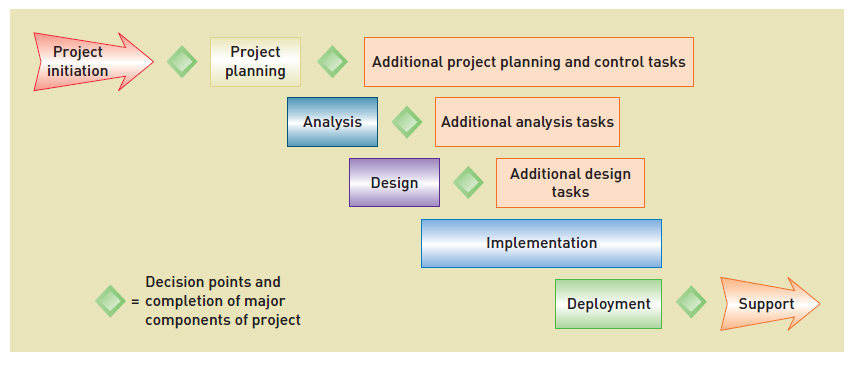 Project
initiation
Project
planning
Additional project planning and control tasks
Analysis
Additional analysis tasks
Design
Additional design
tasks
Implementation
Decision points and
= completion of major
components of project
Deployment
Support